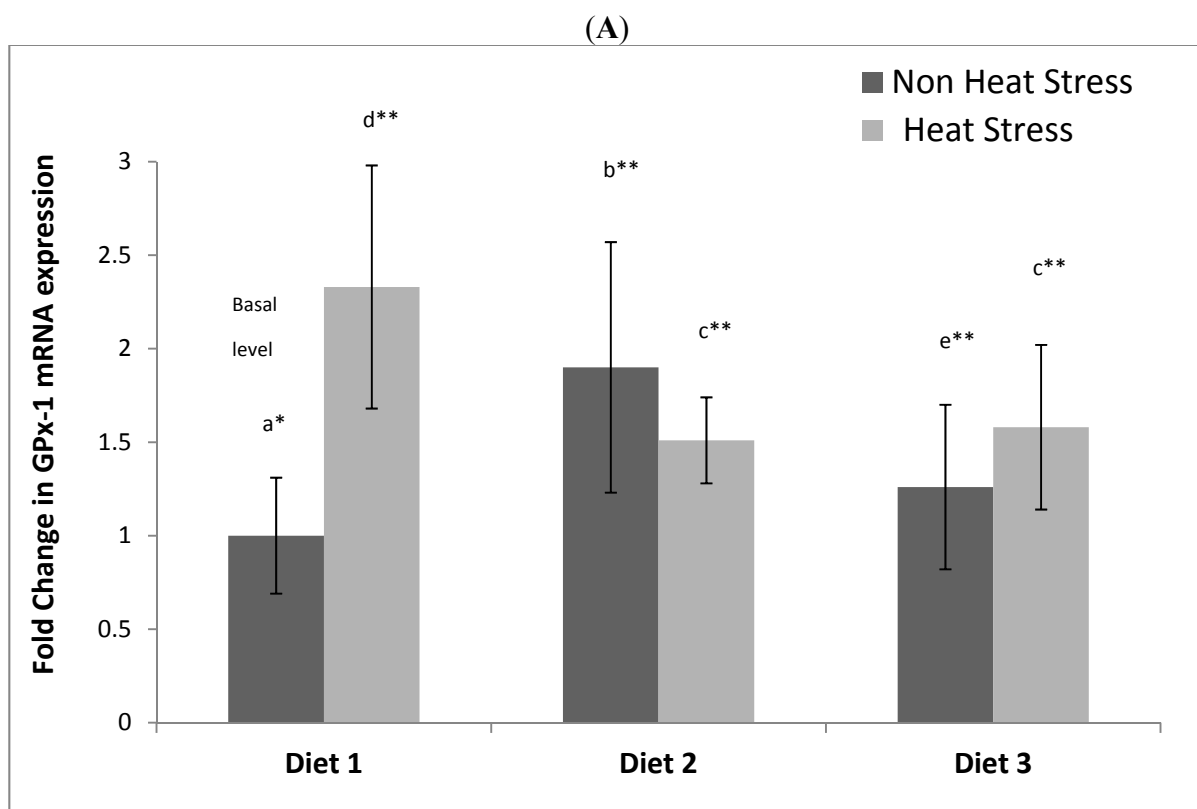 (A)
Non Heat Stress
Heat Stress
Fold Change in GPx-1 mRNA expression
3
2.5
2
1.5
1
0.5
0
Basal
level
a*
d**
b**
c**
e**
c**
Diet 1
Diet 2
Diet 3